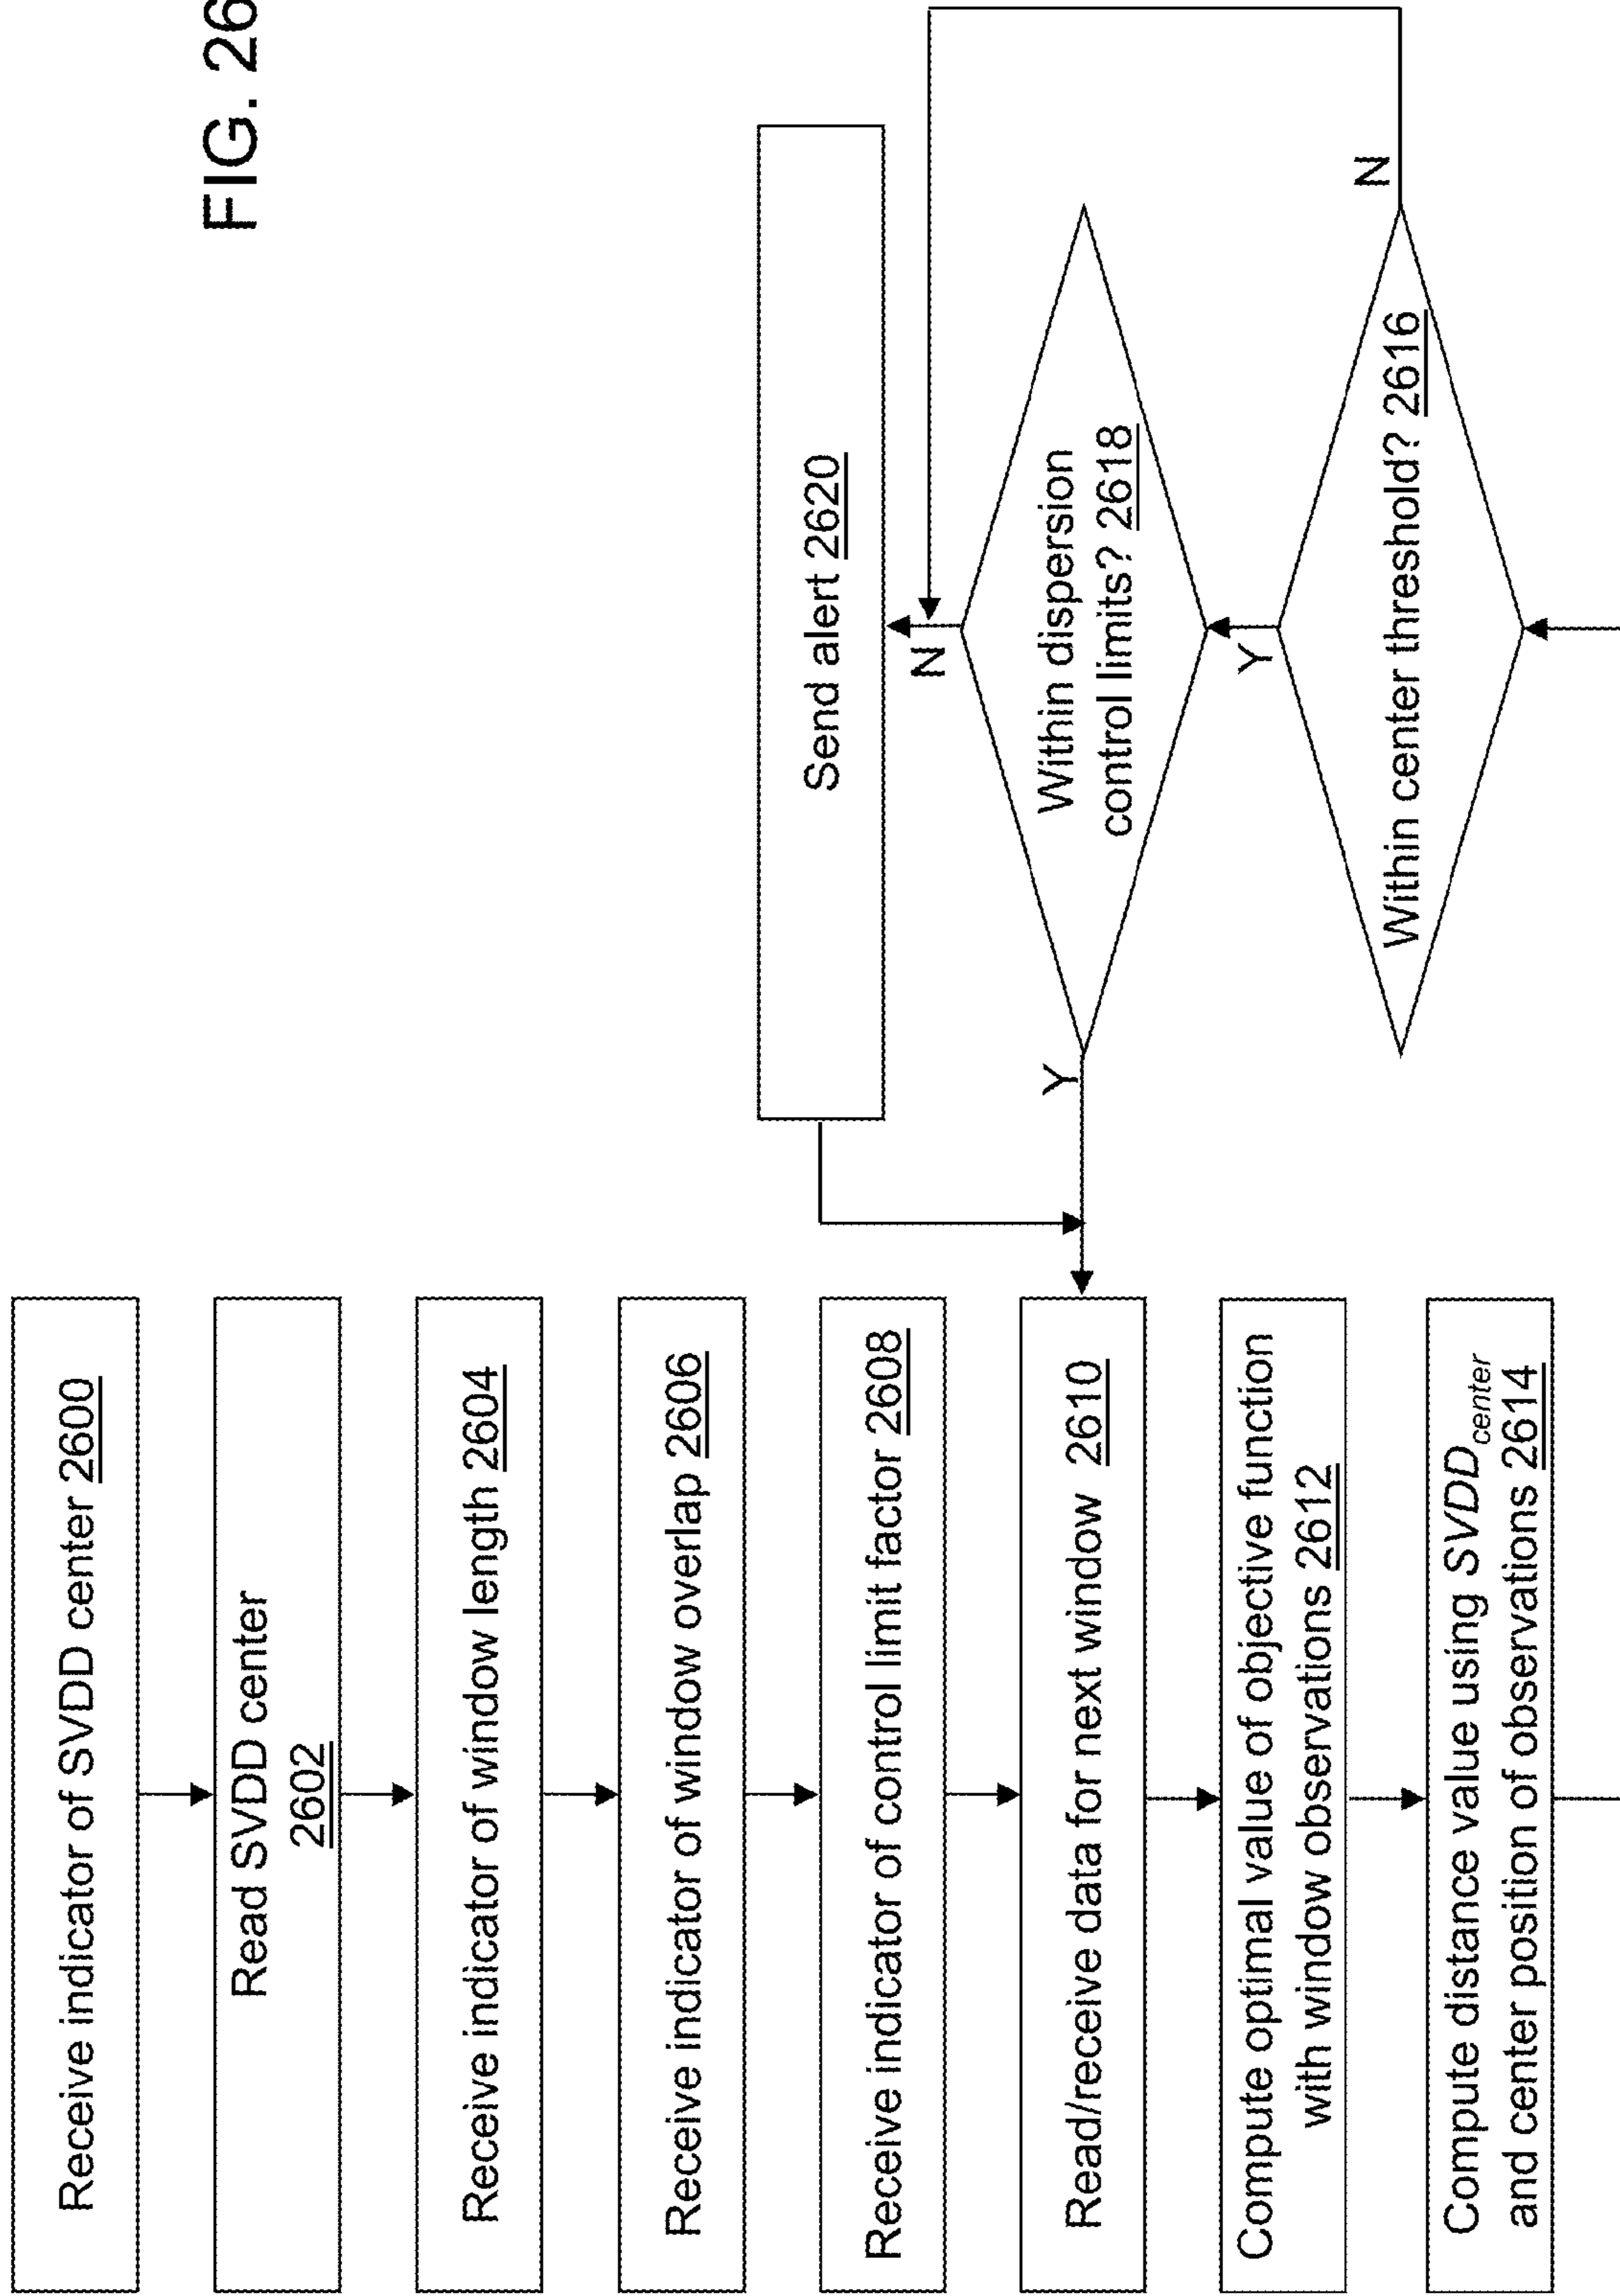 FIG. 26
Receive indicator of SVDD center 2600
Read SVDD center
2602
Receive indicator of window length 2604
Receive indicator of window overlap 2606
Receive indicator of control limit factor 2608
Read/receive data for next window 2610
Compute optimal value of objective function
with window observations 2612
Compute distance value using SVDDcenter
and center position of observations 2614
Send alert 2620
N
Within dispersion
control limits? 2618
Y
Y
Within center threshold? 2616
N